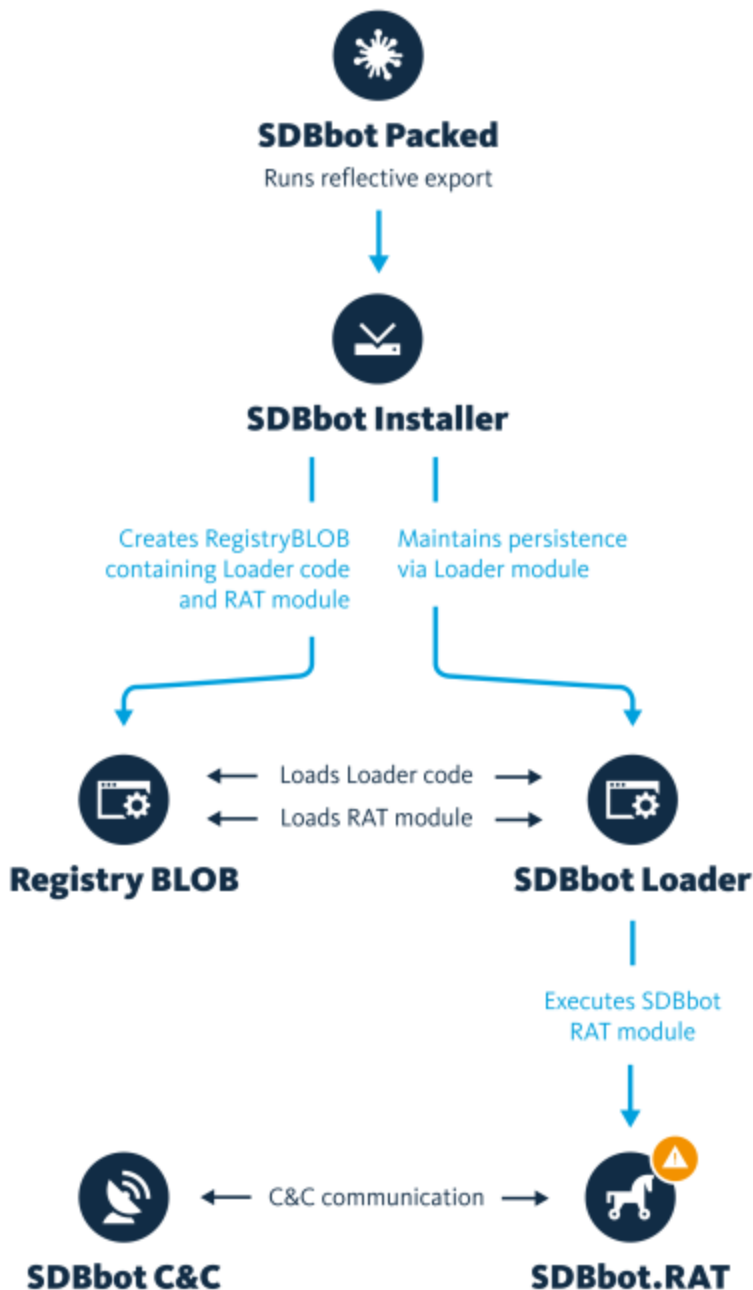 SDBbot Packed
Runs reflective export
SDBbot Installer
Creates RegistryBLOB
containing Loader code
and RAT module
Maintains persistence
via Loader module
Loads Loader code
Loads RAT module
Registry BLOB
SDBbot Loader
Executes SDBbot
RAT module
C&C communication
SDBbot C&C
SDBbot.RAT